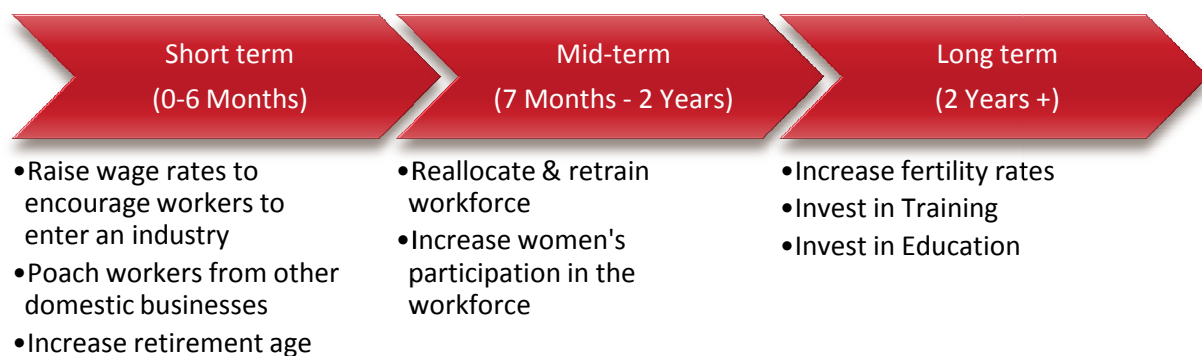 Short term
(0-6 Months)
•Raise wage rates to
encourage workers to
enter an industry
•Poach workers from other
domestic businesses
•Increase retirement age
Mid-term
(7 Months - 2 Years)
•Reallocate & retrain
workforce
•Increase women's
participation in the
workforce
Long term
(2 Years +)
•Increase fertility rates
•Invest in Training
•Invest in Education